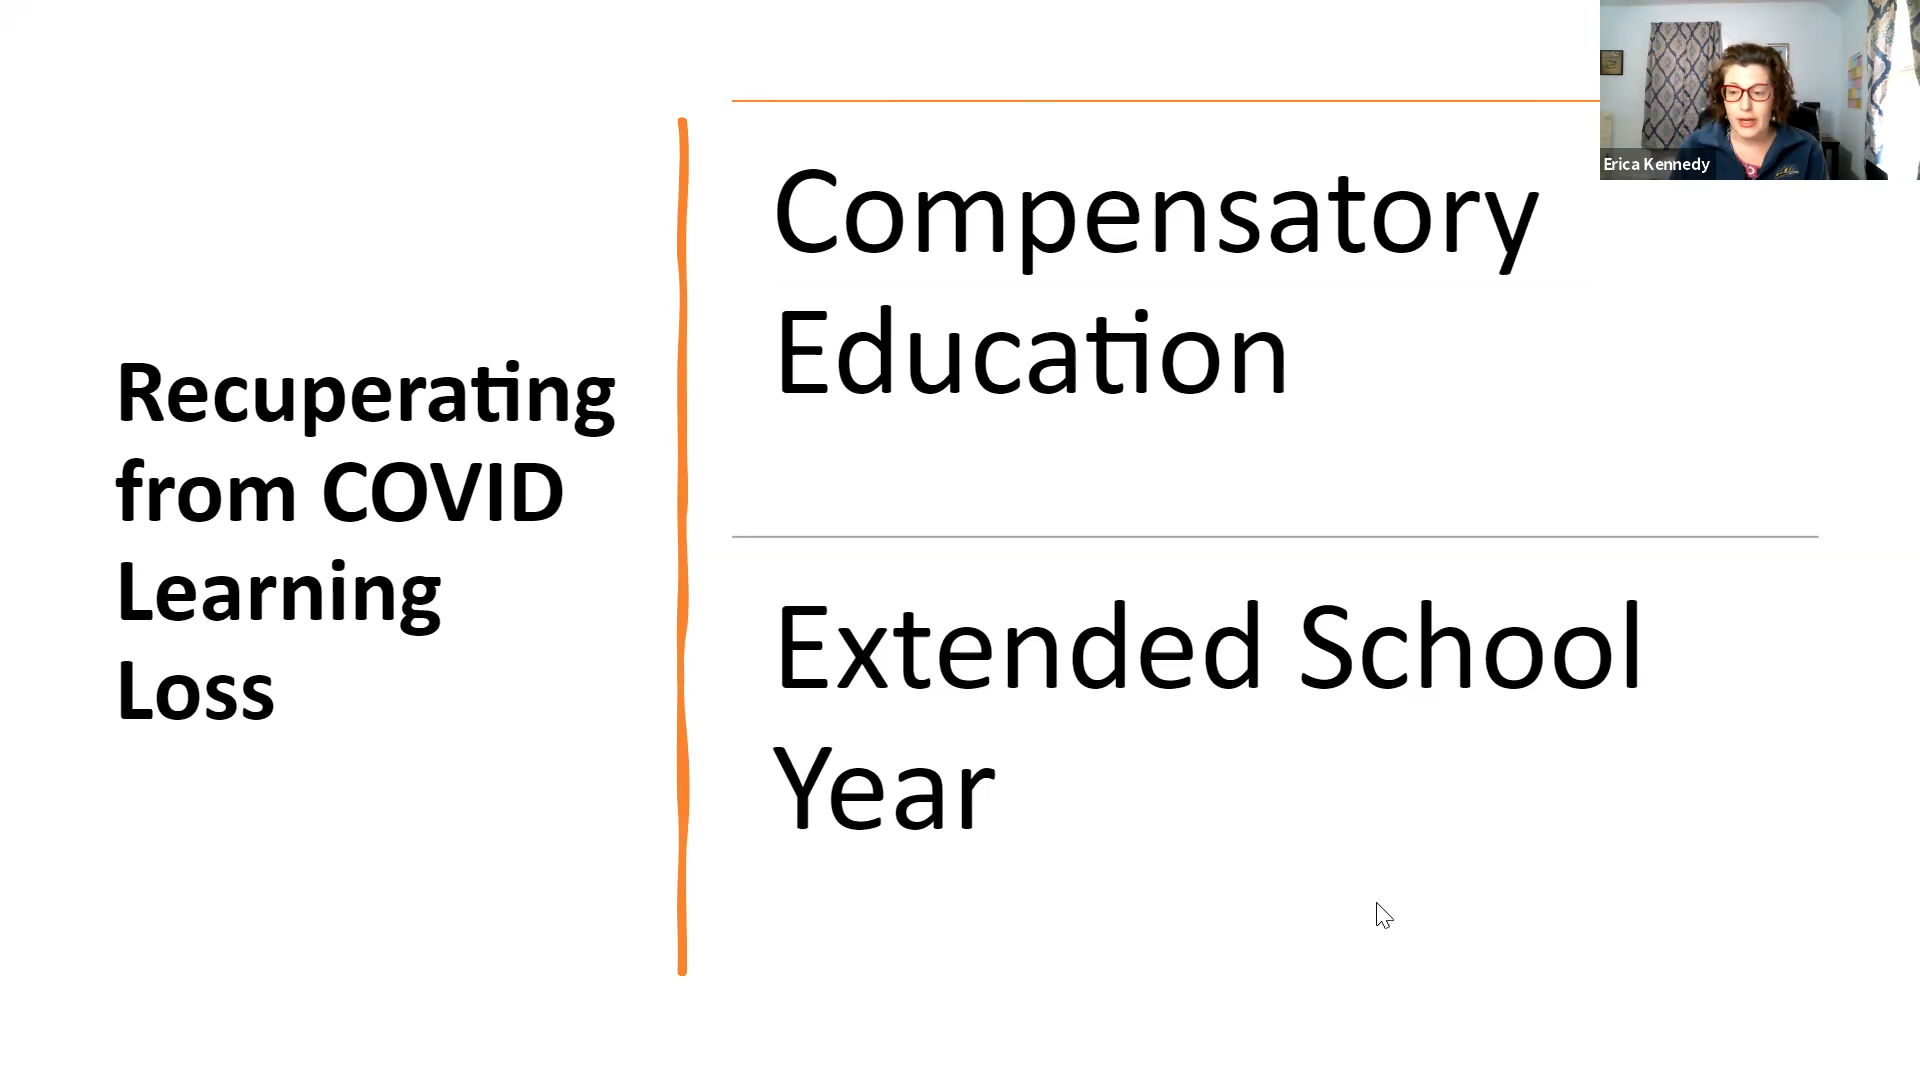 Recuperating
from COVID
Learning
Loss
Compensatory
Education
Extended School
Year
Erica Kennedy